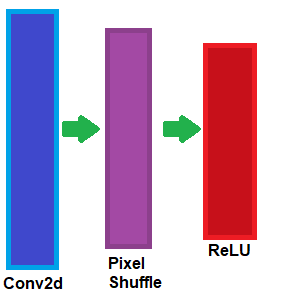 Conv2d
Pixel
Shuffle
ReLU